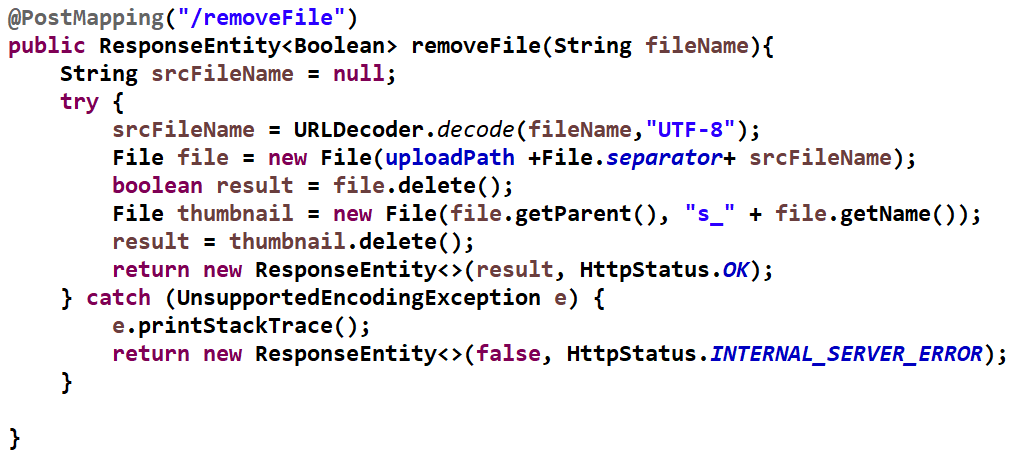 @PostMapping("/removeFile")
public ResponseEntity<Boolean> removeFile(String fileName){
    String srcFileName = null;
    try {
        srcFileName = URLDecoder.decode(fileName,"UTF-8");
        File file = new File(uploadPath +File.separator+ srcFileName);
        boolean result = file.delete();
        File thumbnail = new File(file.getParent(), "s_" + file.getName());
        result = thumbnail.delete();
        return new ResponseEntity<>(result, HttpStatus.OK);
    } catch (UnsupportedEncodingException e) {
        e.printStackTrace();
        return new ResponseEntity<>(false, HttpStatus.INTERNAL_SERVER_ERROR);
    }
}